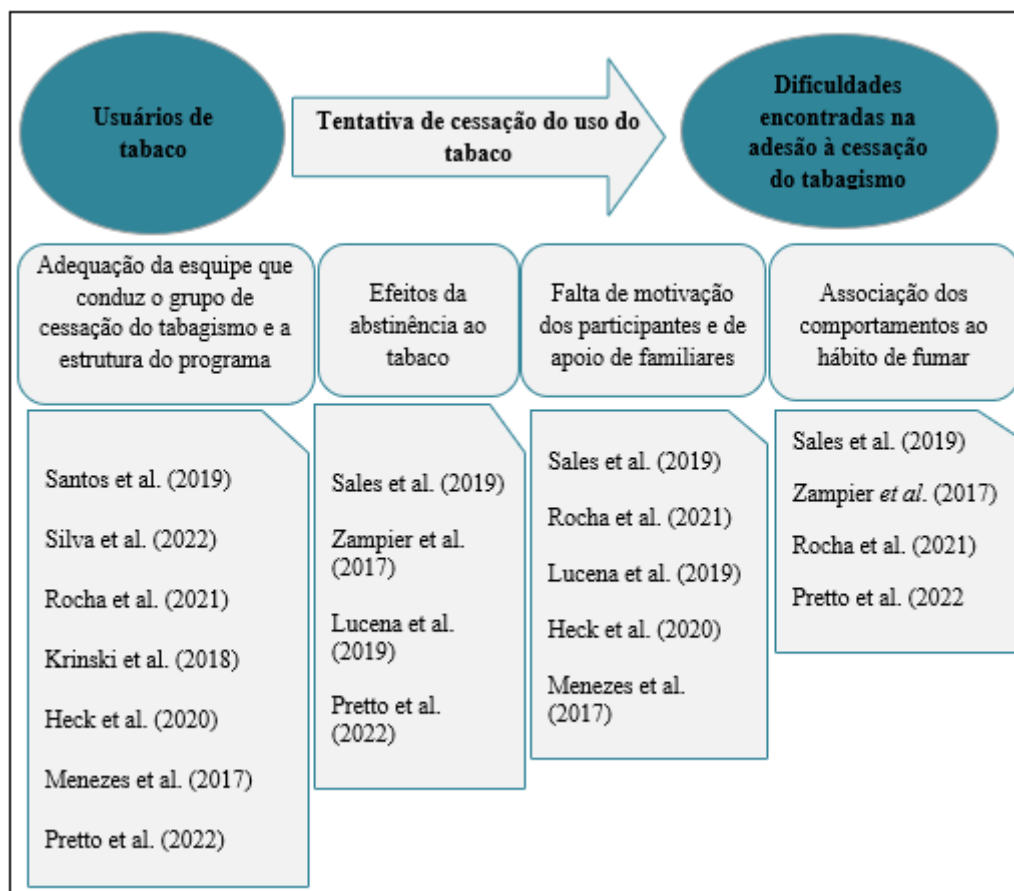 Usuários de
tabaco
Tentativa de cessação do uso do
tabaco
Dificuldades
encontradas na
adesão à cessação
do tabagismo
Adequação da esquipe que
conduz o grupo de
cessação do tabagismo e a
estrutura do programa
Efeitos da
abstinência ao
tabaco
Falta de motivação
dos participantes e de
apoio de familiares
Associação dos
comportamentos ao
hábito de fumar
Santos et al. (2019)
Silva et al. (2022)
Rocha et al. (2021)
Krinski et al. (2018)
Heck et al. (2020)
Menezes et al. (2017)
Pretto et al. (2022)
Sales et al. (2019)
Zampier et al.
(2017)
Lucena et al.
(2019)
Pretto et al.
(2022)
Sales et al. (2019)
Rocha et al. (2021)
Lucena et al. (2019)
Heck et al. (2020)
Menezes et al.
(2017)
Sales et al. (2019)
Zampier et al. (2017)
Rocha et al. (2021)
Pretto et al. (2022